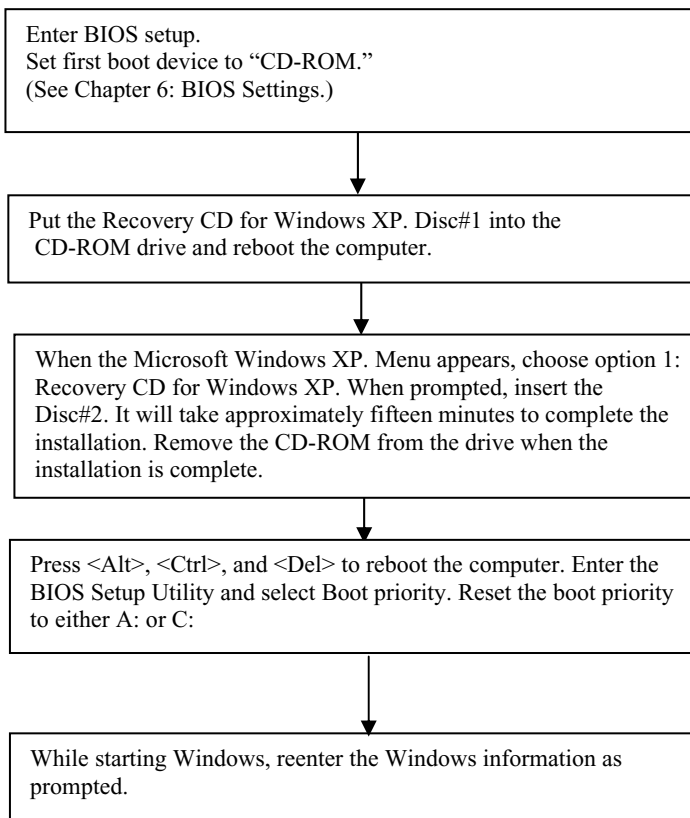 Enter BIOS setup.
Set first boot device to “CD-ROM.”
(See Chapter 6: BIOS Settings.)
Put the Recovery CD for Windows XP. Disc#1 into the
CD-ROM drive and reboot the computer.
When the Microsoft Windows XP. Menu appears, choose option 1:
Recovery CD for Windows XP. When prompted, insert the
Disc#2. It will take approximately fifteen minutes to complete the
installation. Remove the CD-ROM from the drive when the
installation is complete.
Press <Alt>, <Ctrl>, and <Del> to reboot the computer. Enter the
BIOS Setup Utility and select Boot priority. Reset the boot priority
to either A: or C:
While starting Windows, reenter the Windows information as
prompted.